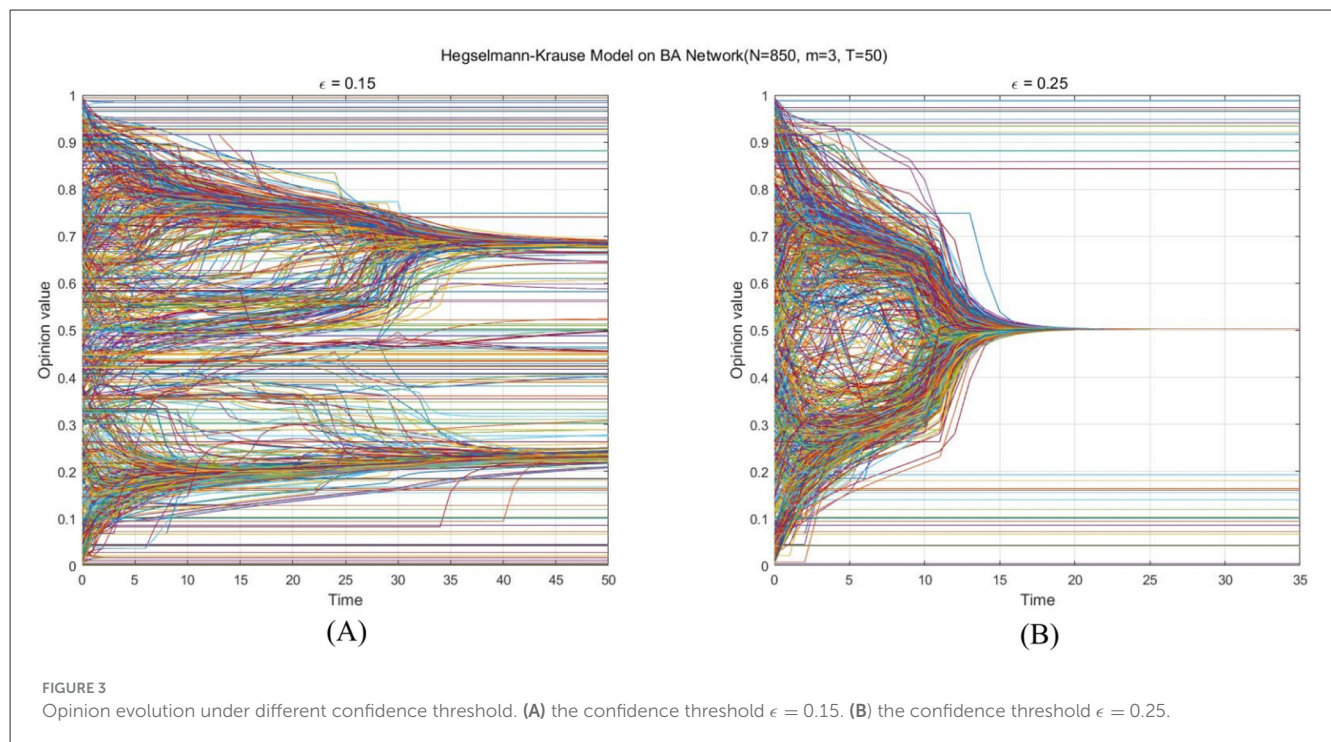 Hegselmann-Krause Model on BA Network(N=850, m=3, T=50)
ϵ = 0.15
1
0.9
0.8
0.7
0.6
0.5
0.4
0.3
0.2
0.1
0
Opinion value
0 5 10 15 20 25 30 35 40 45 50
Time
(A)
ϵ = 0.25
1
0.9
0.8
0.7
0.6
0.5
0.4
0.3
0.2
0.1
0
Opinion value
0 5 10 15 20 25 30 35
Time
(B)
FIGURE 3
Opinion evolution under different confidence threshold. (A) the confidence threshold ϵ = 0.15. (B) the confidence threshold ϵ = 0.25.